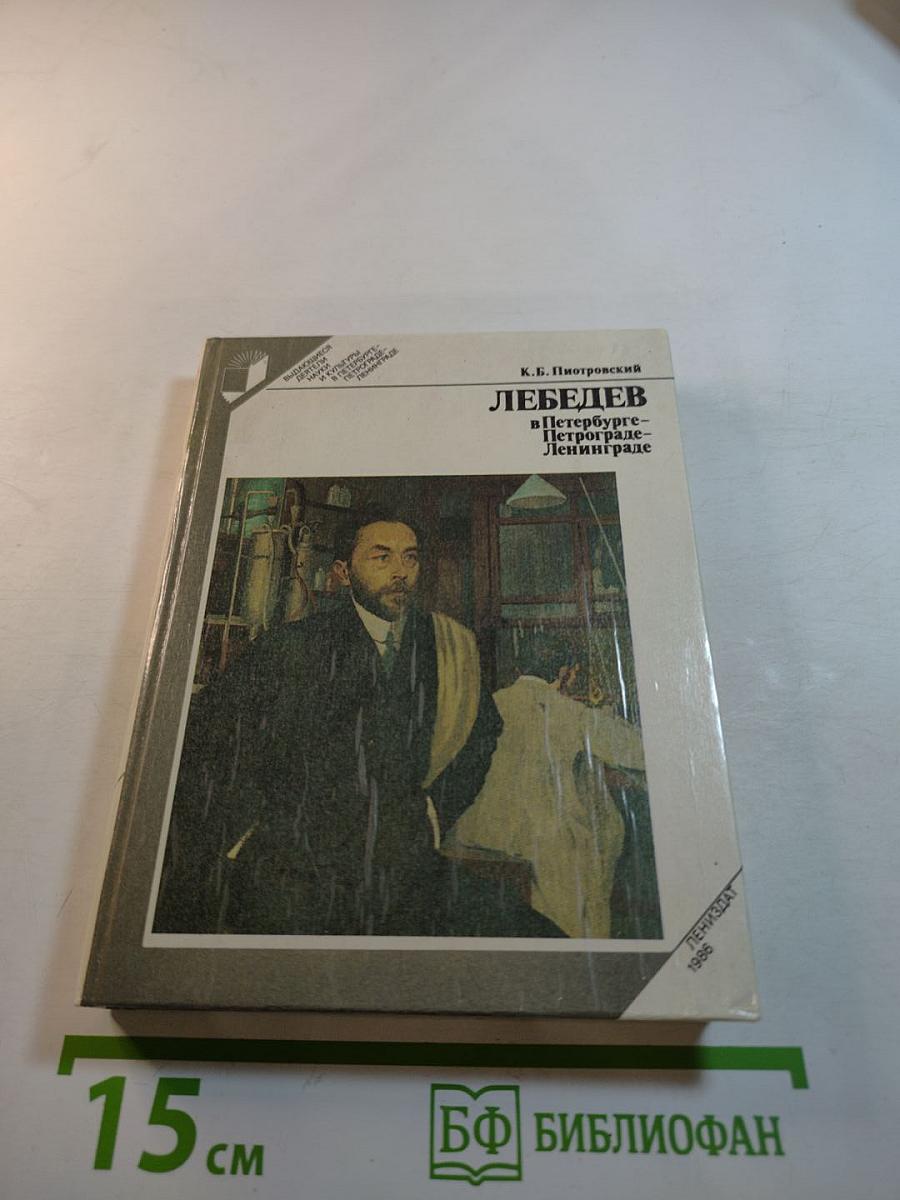 ВЫДАЮЩИЕСЯ
ДЕЯТЕЛИ
НАУКИ
И КУЛЬТУРЫ
В ПЕТЕРБУРГЕ–
ПЕТРОГРАДЕ–
ЛЕНИНГРАДЕ
К.Б. Пиотровский
ЛЕБЕДЕВ
в Петербурге–
Петрограде–
Ленинграде
ЛЕНИЗДАТ
1986
15 см
БФ БИБЛИОФАН